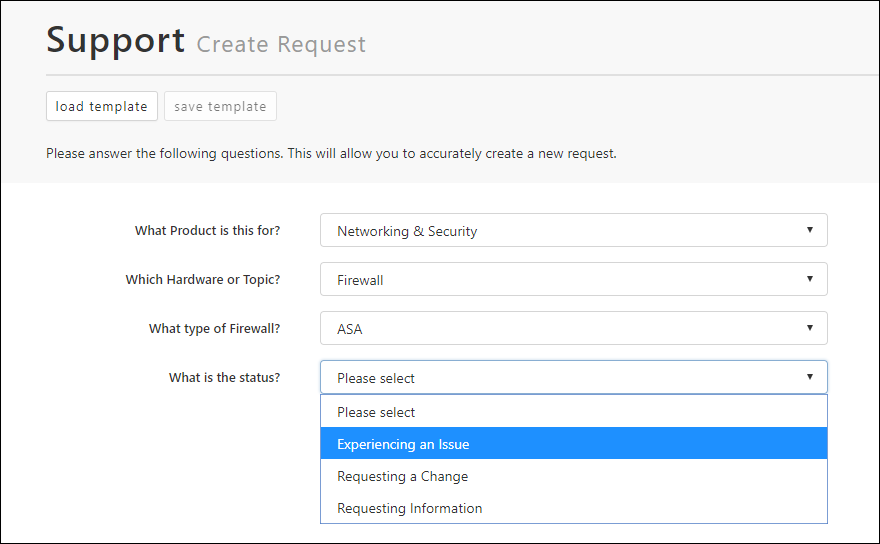 Support Create Request
load template save template
Please answer the following questions. This will allow you to accurately create a new request.
What Product is this for? Networking & Security
Which Hardware or Topic? Firewall
What type of Firewall? ASA
What is the status? Please select
Please select
Experiencing an Issue
Requesting a Change
Requesting Information